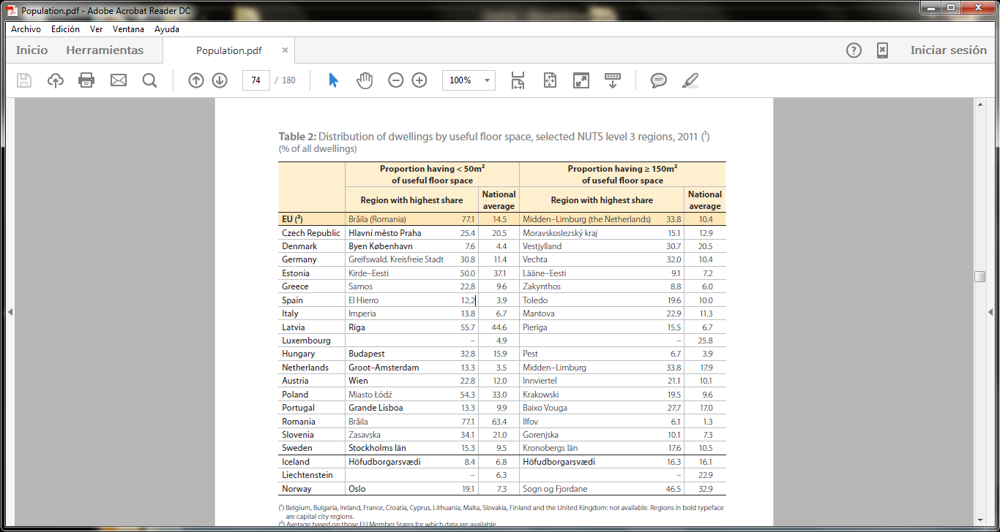 Population.pdf - Adobe Acrobat Reader DC
Archivo Edición Ver Ventana Ayuda
Inicio Herramientas Population.pdf × Iniciar sesión
74 / 180 100%
Table 2: Distribution of dwellings by useful floor space, selected NUTS level 3 regions, 2011 (¹)
(% of all dwellings)
Proportion having < 50m² Proportion having ≥ 150m²
of useful floor space of useful floor space
Region with highest share National average Region with highest share National average
EU (²) Brăila (Romania) 77.1 14.5 Midden–Limburg (the Netherlands) 33.8 10.4
Czech Republic Hlavní město Praha 25.4 20.5 Moravskoslezský kraj 15.1 12.9
Denmark Byen København 7.6 4.4 Vestjylland 30.7 20.5
Germany Greifswald. Kreisfreie Stadt 30.8 11.4 Vechta 32.0 10.4
Estonia Kirde–Eesti 50.0 37.1 Lääne–Eesti 9.1 7.2
Greece Samos 22.8 9.6 Zakynthos 8.8 6.0
Spain El Hierro 12.2 3.9 Toledo 19.6 10.0
Italy Imperia 13.8 6.7 Mantova 22.9 11.3
Latvia Rīga 55.7 44.6 Pierīga 15.5 6.7
Luxembourg – 4.9 – 25.8
Hungary Budapest 32.8 15.9 Pest 6.7 3.9
Netherlands Groot–Amsterdam 13.3 3.5 Midden–Limburg 33.8 17.9
Austria Wien 22.8 12.0 Innviertel 21.1 10.1
Poland Miasto Łódź 54.3 33.0 Krakowski 19.5 9.6
Portugal Grande Lisboa 13.3 9.9 Baixo Vouga 27.7 17.0
Romania Brăila 77.1 63.4 Ilfov 6.1 1.3
Slovenia Zasavska 34.1 21.0 Gorenjska 10.1 7.3
Sweden Stockholms län 15.3 9.5 Kronobergs län 17.6 10.5
Iceland Höfudborgarsvædi 8.4 6.8 Höfudborgarsvædi 16.3 16.1
Liechtenstein – 6.3 – 22.9
Norway Oslo 19.1 7.3 Sogn og Fjordane 46.5 32.9
(¹) Belgium, Bulgaria, Ireland, France, Croatia, Cyprus, Lithuania, Malta, Slovakia, Finland and the United Kingdom: not available. Regions in bold typeface
are capital city regions.
(²) Average based on those EU Member States for which data are available.